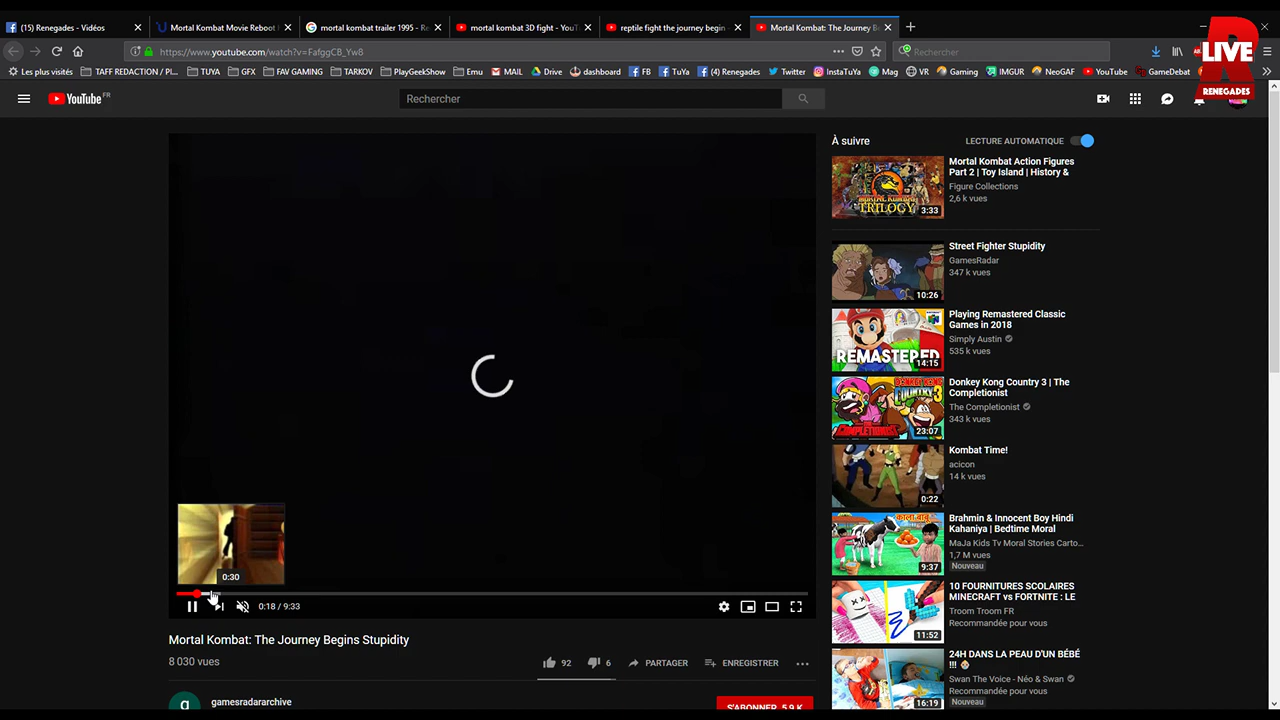 (15) Renegades - Vidéos
Mortal Kombat Movie Reboot
mortal kombat trailer 1995 - Re
mortal kombat 3D fight - YouT
reptile fight the journey begin
Mortal Kombat: The Journey B
https://www.youtube.com/watch?v=FafggCB_Yw8
Rechercher
Les plus visités
TAFF REDACTION / PI...
TUYA
GFX
FAV GAMING
TARKOV
PlayGeekShow
Emu
MAIL
Drive
dashboard
FB
TuYa
(4) Renegades
Twitter
InstaTuYa
Mag
VR
Gaming
IMGUR
NeoGAF
YouTube
GameDebat
LIVE
R
RENEGADES
YouTube FR
Rechercher
À suivre
LECTURE AUTOMATIQUE
MORTAL KOMBAT
TRILOGY
3:33
Mortal Kombat Action Figures
Part 2 | Toy Island | History &
Figure Collections
2,6 k vues
10:26
Street Fighter Stupidity
GamesRadar
347 k vues
REMASTERED
14:15
Playing Remastered Classic
Games in 2018
Simply Austin
535 k vues
DONKEY KONG
COUNTRY 3
COMPLETIONIST
23:07
Donkey Kong Country 3 | The
Completionist
The Completionist
343 k vues
0:22
Kombat Time!
acicon
14 k vues
9:37
Brahmin & Innocent Boy Hindi
Kahaniya | Bedtime Moral
MaJa Kids Tv Moral Stories Carto...
1,7 M vues
Nouveau
11:52
10 FOURNITURES SCOLAIRES
MINECRAFT vs FORTNITE : LE
Troom Troom FR
Recommandée pour vous
16:19
24H DANS LA PEAU D'UN BÉBÉ
!!!
Swan The Voice - Néo & Swan
Recommandée pour vous
Nouveau
0:30
0:18 / 9:33
Mortal Kombat: The Journey Begins Stupidity
8 030 vues
92
6
PARTAGER
ENREGISTRER
g
gamesradararchive
S'ABONNER 5,9 K